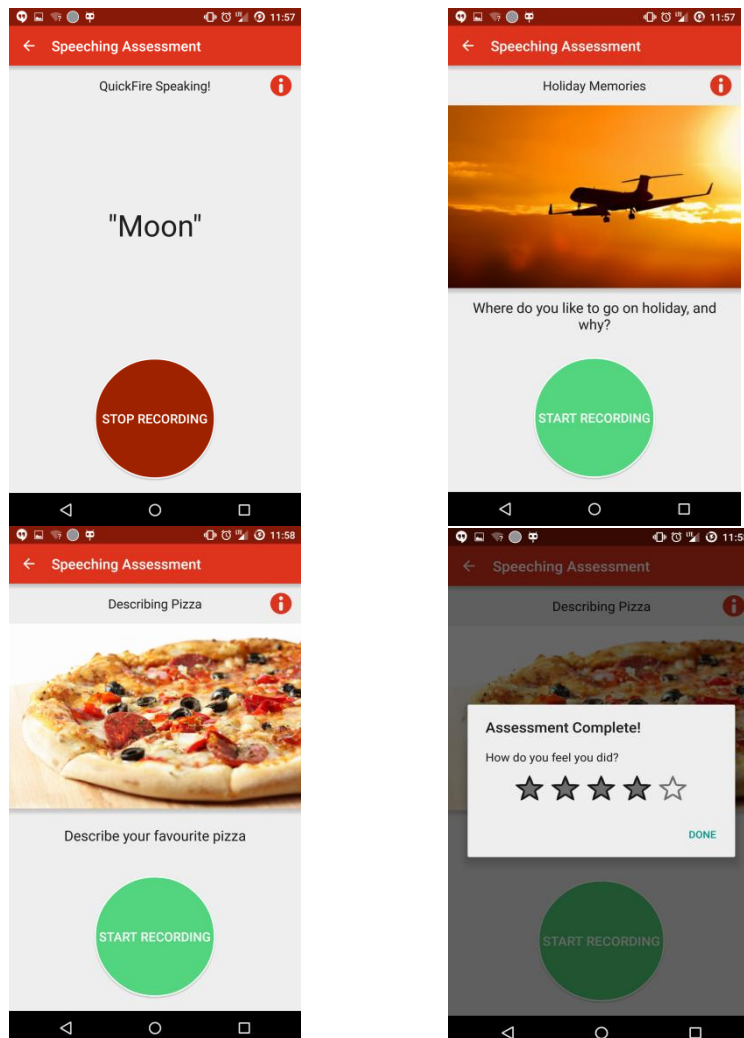 11:57
Speeching Assessment
QuickFire Speaking!
"Moon"
STOP RECORDING
11:57
Speeching Assessment
Holiday Memories
Where do you like to go on holiday, and
why?
START RECORDING
11:58
Speeching Assessment
Describing Pizza
Describe your favourite pizza
START RECORDING
Speeching Assessment
Describing Pizza
Assessment Complete!
How do you feel you did?
DONE
START RECORDING